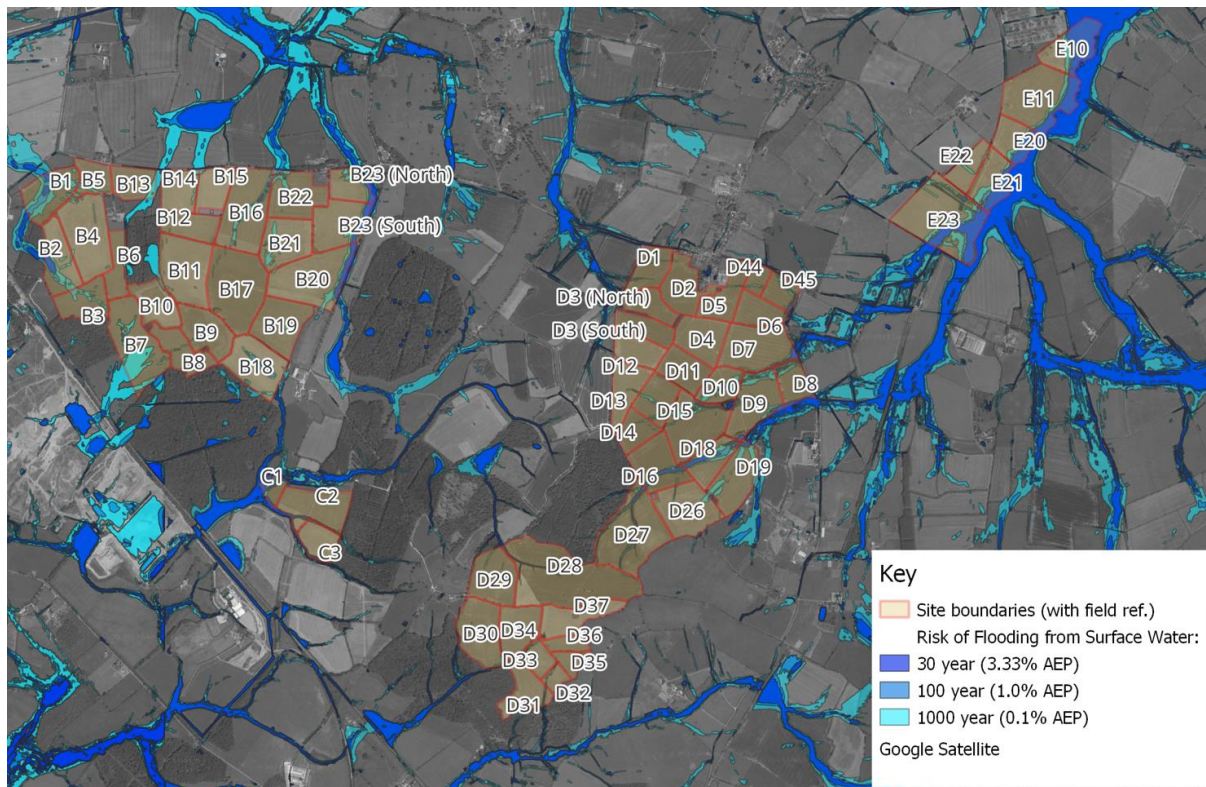 E10
E11
E20
E22
E21
E23
B1
B5
B13
B14
B15
B23 (North)
B12
B16
B22
B23 (South)
B2
B4
B6
B11
B21
B17
B20
B3
B10
B7
B9
B19
B8
B18
D1
D44
D2
D45
D3 (North)
D5
D3 (South)
D4
D6
D7
D12
D11
D10
D8
D13
D15
D9
D14
D18
D16
D19
D26
D27
C1
C2
C3
D29
D28
D37
D30
D34
D36
D33
D35
D32
D31
Key
Site boundaries (with field ref.)
Risk of Flooding from Surface Water:
30 year (3.33% AEP)
100 year (1.0% AEP)
1000 year (0.1% AEP)
Google Satellite